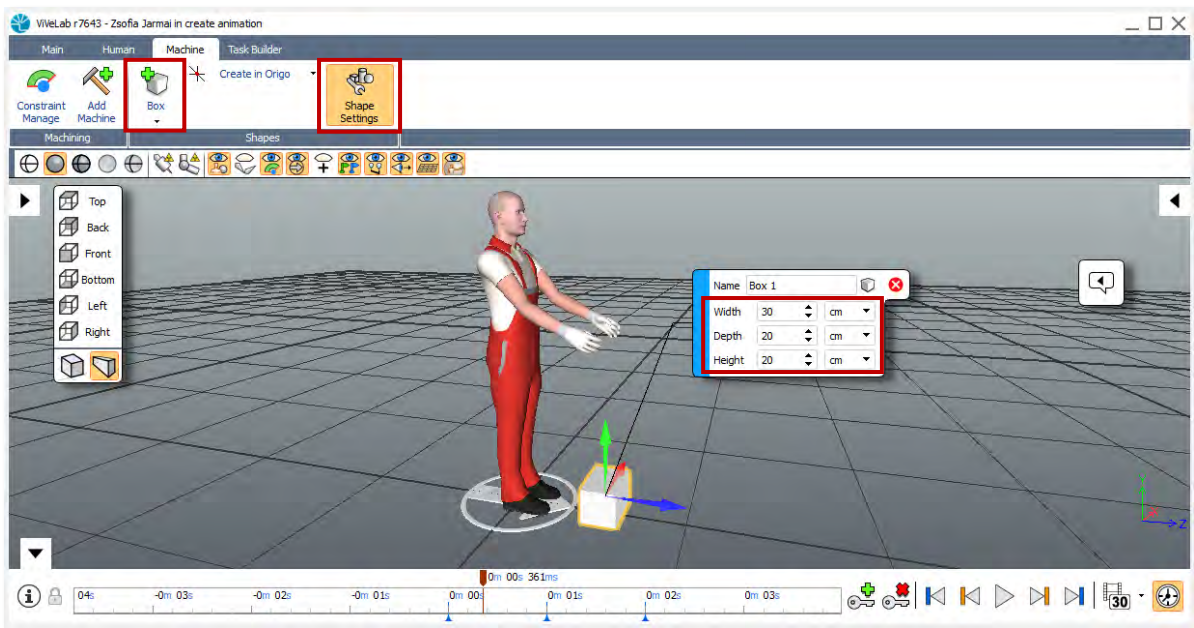 ViVeLab r7643 - Zsofia Jarmai in create animation
Main Human Machine Task Builder
Constraint Manage
Add Machine
Box
Create in Origo
Shape Settings
Machining Shapes
Top
Back
Front
Bottom
Left
Right
Name Box 1
Width 30 cm
Depth 20 cm
Height 20 cm
Z
0m 00s 361ms
04s -0m 03s -0m 02s -0m 01s 0m 00s 0m 01s 0m 02s 0m 03s
30